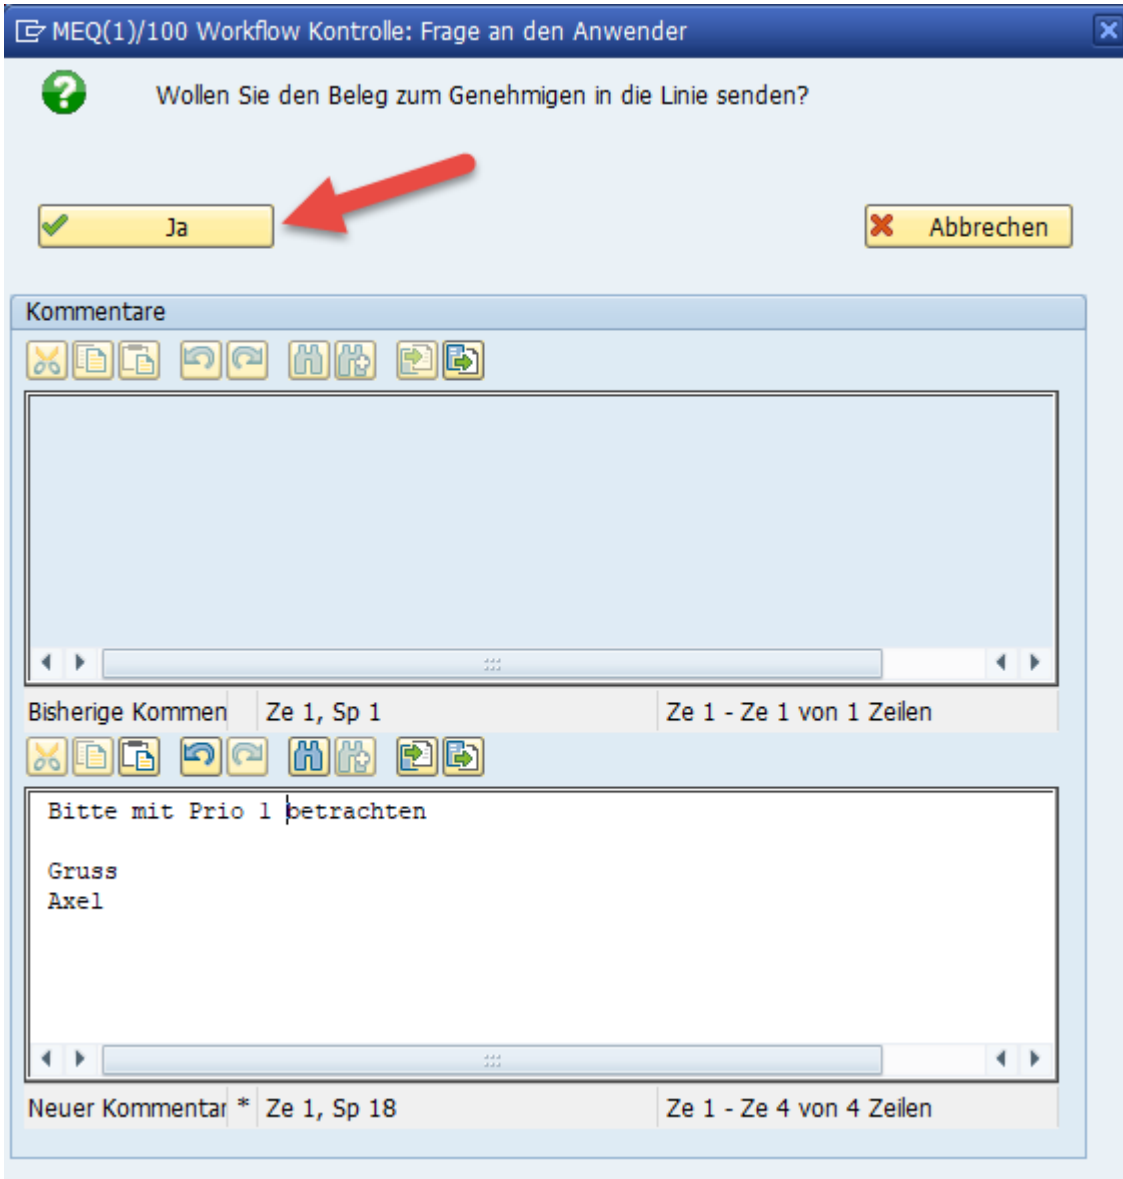 MEQ(1)/100 Workflow Kontrolle: Frage an den Anwender
Wollen Sie den Beleg zum Genehmigen in die Linie senden?
Ja
Abbrechen
Kommentare
Bisherige Kommen
Ze 1, Sp 1
Ze 1 - Ze 1 von 1 Zeilen
Bitte mit Prio 1 betrachten
Gruss
Axel
Neuer Kommentar
* Ze 1, Sp 18
Ze 1 - Ze 4 von 4 Zeilen